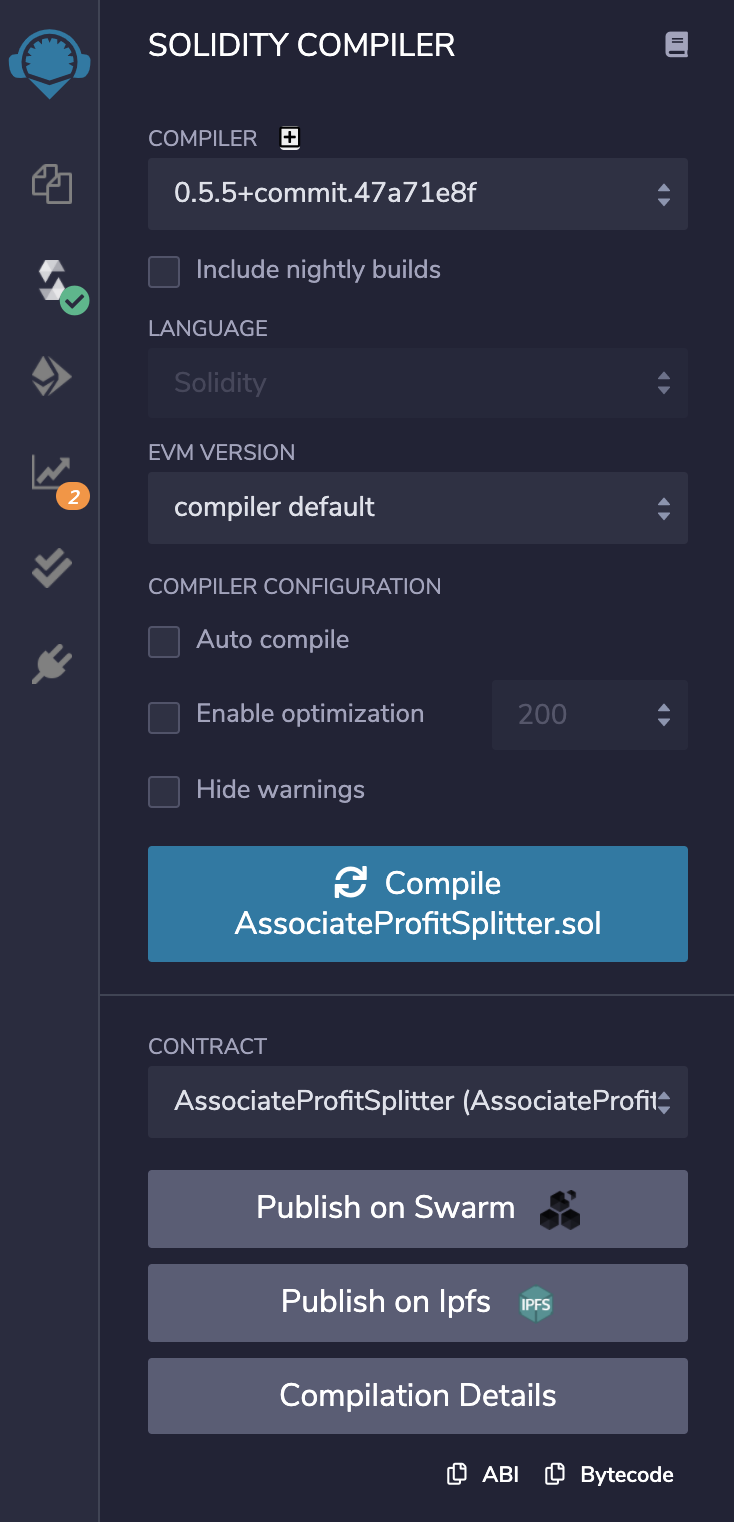 SOLIDITY COMPILER
COMPILER
0.5.5+commit.47a71e8f
Include nightly builds
LANGUAGE
Solidity
EVM VERSION
2
compiler default
COMPILER CONFIGURATION
Auto compile
Enable optimization 200
Hide warnings
Compile
AssociateProfitSplitter.sol
CONTRACT
AssociateProfitSplitter (AssociateProfit
Publish on Swarm
Publish on Ipfs IPFS
Compilation Details
ABI Bytecode